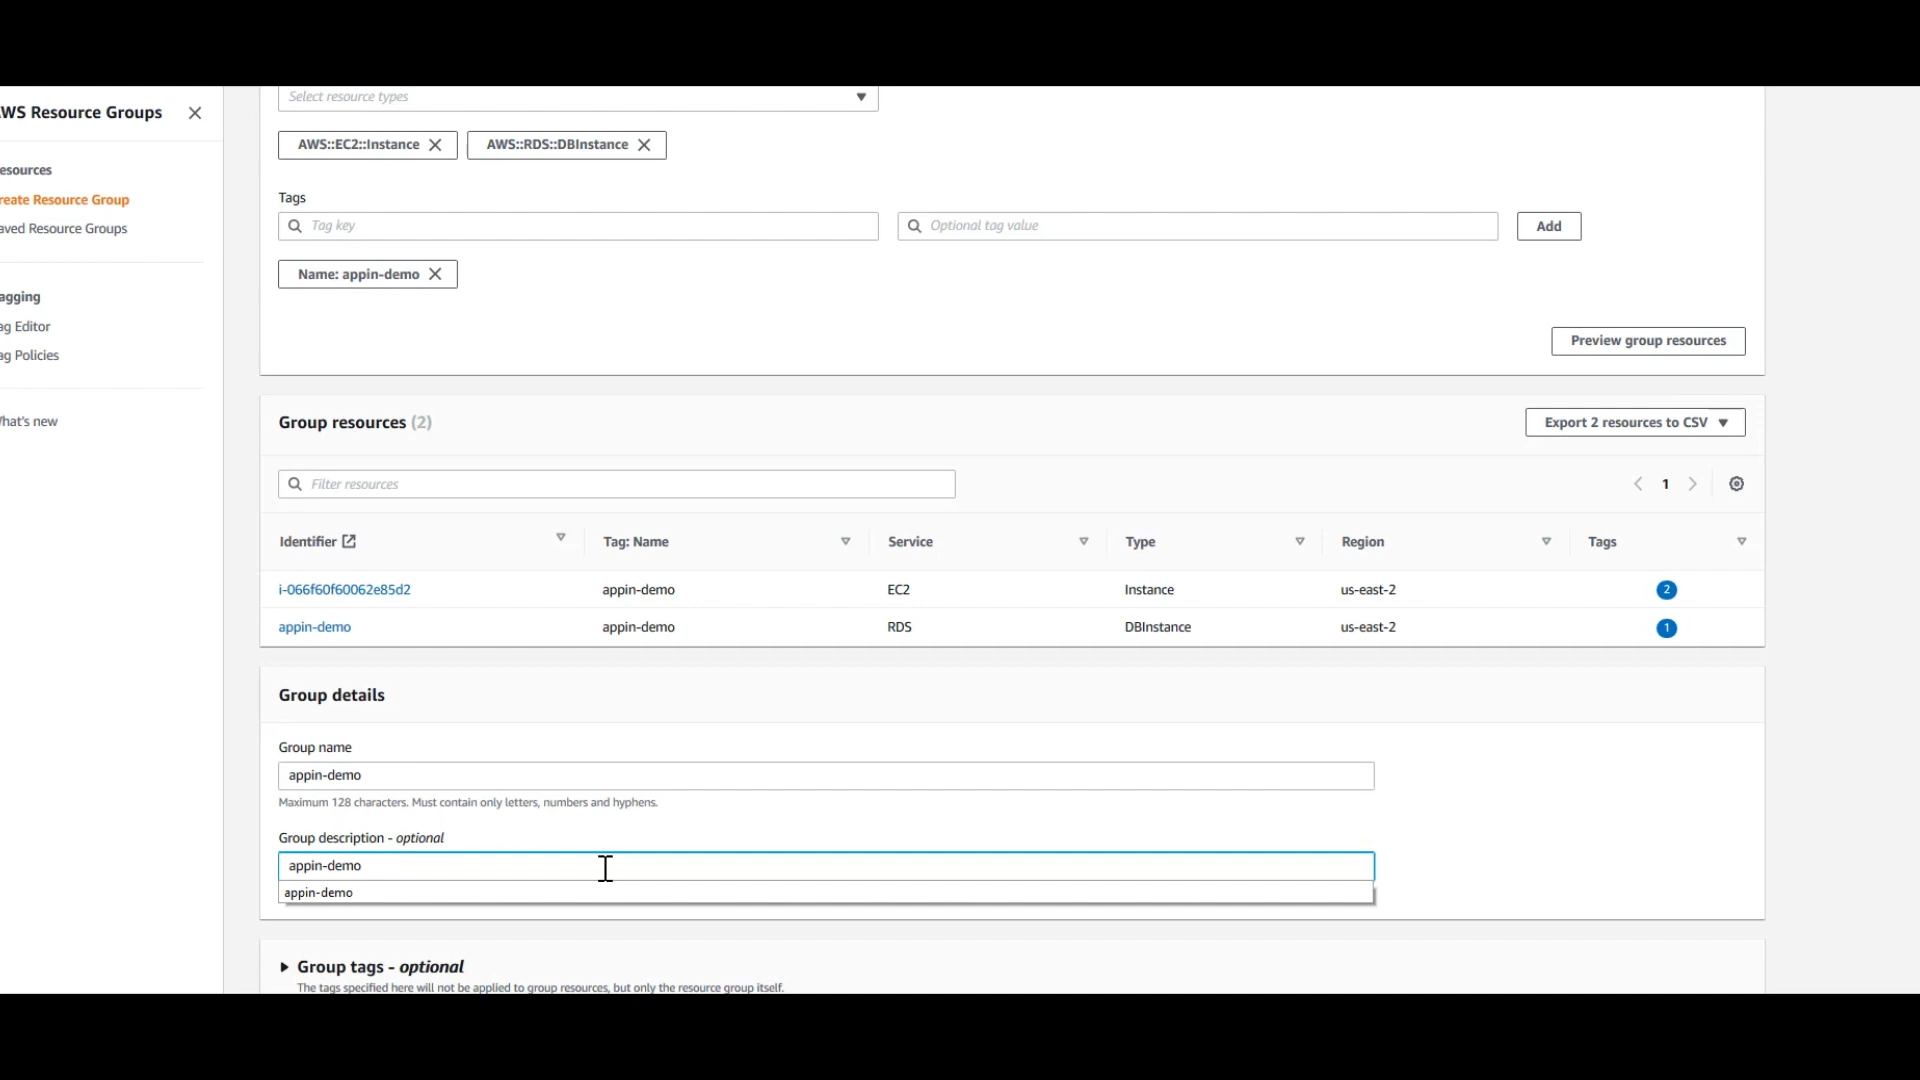 Select resource types
WS Resource Groups
AWS::EC2::Instance AWS::RDS::DBInstance
esources
reate Resource Group
aved Resource Groups
Tags
Tag key Optional tag value Add
Name: appin-demo
agging
ag Editor
ag Policies
Preview group resources
hat's new
Group resources (2) Export 2 resources to CSV
Filter resources 1
Identifier Tag: Name Service Type Region Tags
i-066f60f60062e85d2 appin-demo EC2 Instance us-east-2 2
appin-demo appin-demo RDS DBInstance us-east-2 1
Group details
Group name
appin-demo
Maximum 128 characters. Must contain only letters, numbers and hyphens.
Group description - optional
appin-demo
appin-demo
Group tags - optional
The tags specified here will not be applied to group resources, but only the resource group itself.